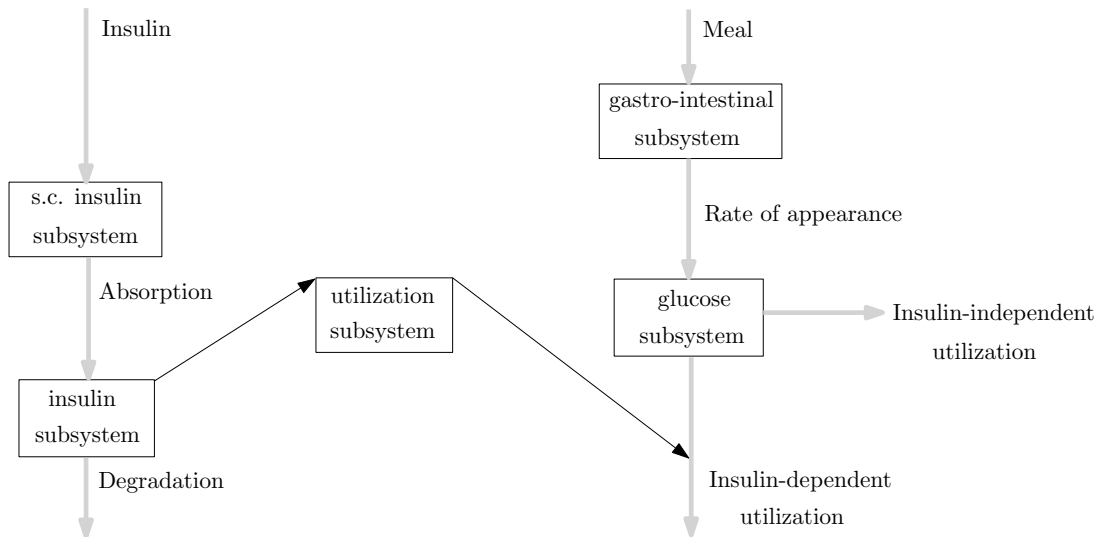 Insulin
Meal
gastro-intestinal
subsystem
s.c. insulin
subsystem
Rate of appearance
Absorption
utilization
subsystem
glucose
subsystem
Insulin-independent
utilization
insulin
subsystem
Degradation
Insulin-dependent
utilization